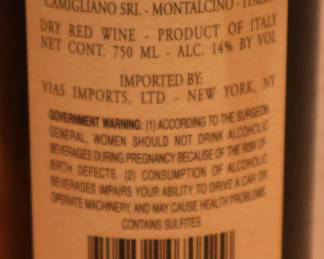 CAMIGLIANO SRL - MONTALCINO - ITALY
DRY RED WINE - PRODUCT OF ITALY
NET CONT. 750 ML - ALC. 14% BY VOL
IMPORTED BY:
VIAS IMPORTS, LTD - NEW YORK, NY
GOVERNMENT WARNING: (1) ACCORDING TO THE SURGEON
GENERAL, WOMEN SHOULD NOT DRINK ALCOHOLIC
BEVERAGES DURING PREGNANCY BECAUSE OF THE RISK OF
BIRTH DEFECTS. (2) CONSUMPTION OF ALCOHOLIC
BEVERAGES IMPAIRS YOUR ABILITY TO DRIVE A CAR OR
OPERATE MACHINERY, AND MAY CAUSE HEALTH PROBLEMS
CONTAINS SULFITES